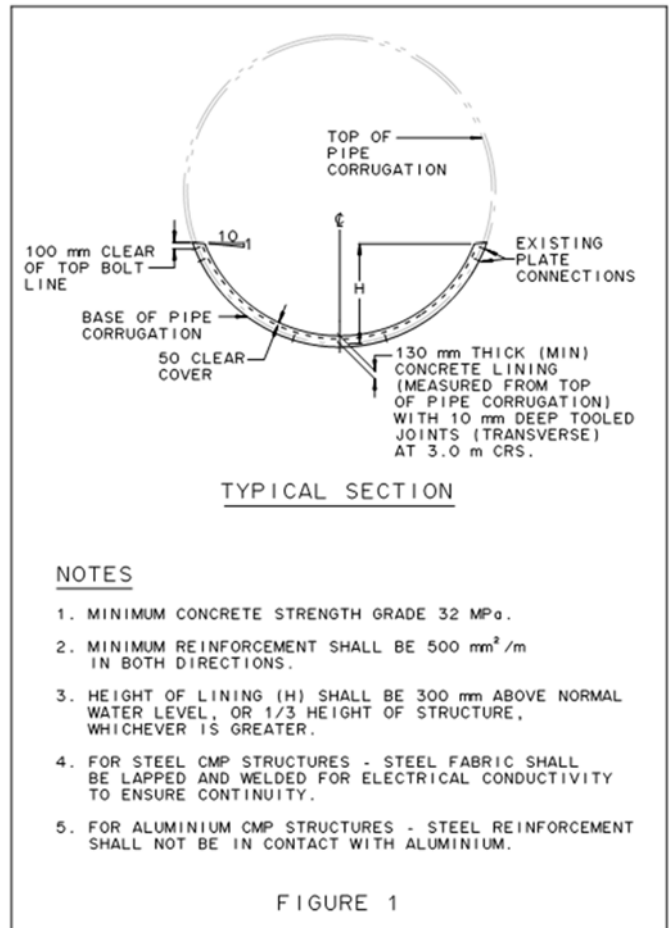 TOP OF
PIPE
CORRUGATION
℄
10
1
100 mm CLEAR
OF TOP BOLT
LINE
H
EXISTING
PLATE
CONNECTIONS
BASE OF PIPE
CORRUGATION
50 CLEAR
COVER
130 mm THICK (MIN)
CONCRETE LINING
(MEASURED FROM TOP
OF PIPE CORRUGATION)
WITH 10 mm DEEP TOOLED
JOINTS (TRANSVERSE)
AT 3.0 m CRS.
TYPICAL SECTION
NOTES
1. MINIMUM CONCRETE STRENGTH GRADE 32 MPa.
2. MINIMUM REINFORCEMENT SHALL BE 500 mm²/m
IN BOTH DIRECTIONS.
3. HEIGHT OF LINING (H) SHALL BE 300 mm ABOVE NORMAL
WATER LEVEL, OR 1/3 HEIGHT OF STRUCTURE,
WHICHEVER IS GREATER.
4. FOR STEEL CMP STRUCTURES - STEEL FABRIC SHALL
BE LAPPED AND WELDED FOR ELECTRICAL CONDUCTIVITY
TO ENSURE CONTINUITY.
5. FOR ALUMINIUM CMP STRUCTURES - STEEL REINFORCEMENT
SHALL NOT BE IN CONTACT WITH ALUMINIUM.
FIGURE 1